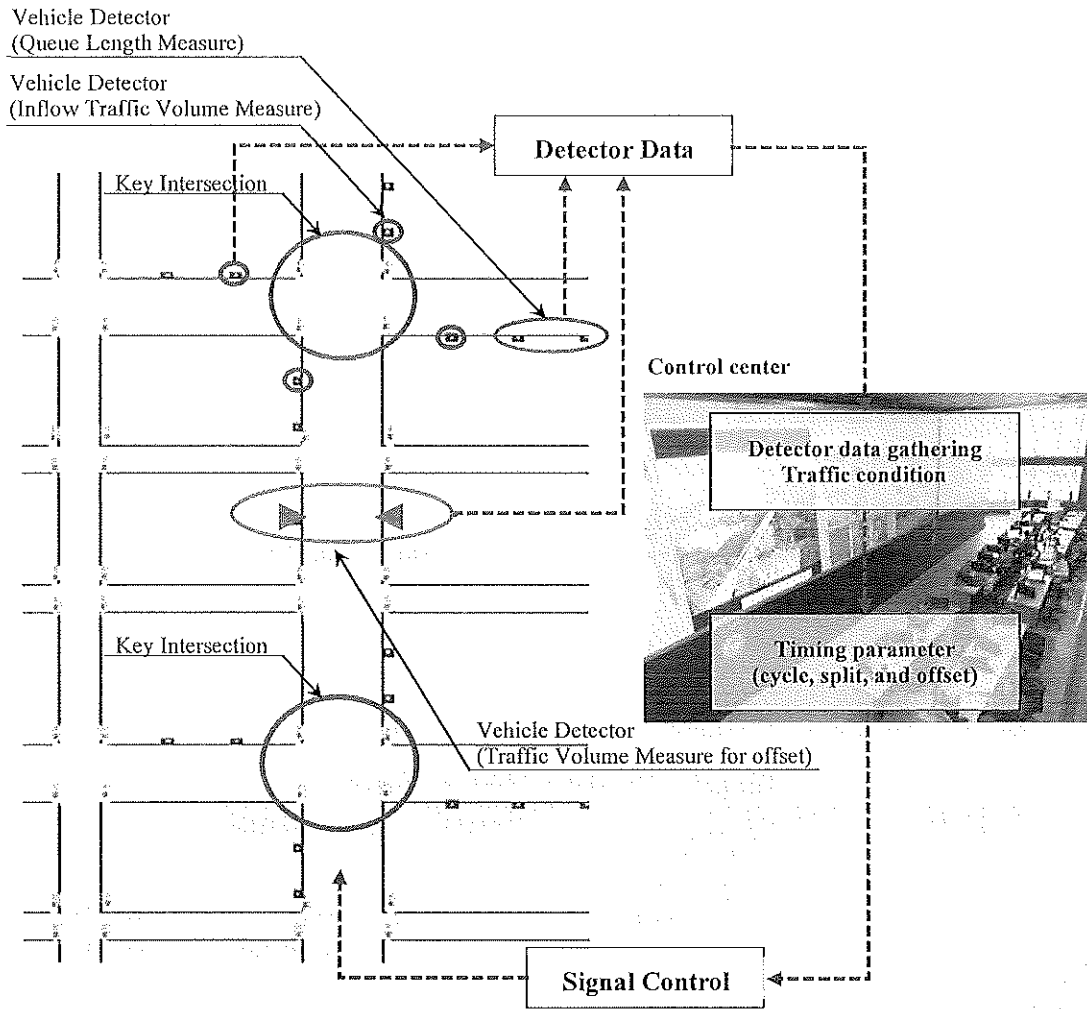 Vehicle Detector
(Queue Length Measure)
Vehicle Detector
(Inflow Traffic Volume Measure)
Detector Data
Key Intersection
Control center
Detector data gathering
Traffic condition
Timing parameter
(cycle, split, and offset)
Key Intersection
Vehicle Detector
(Traffic Volume Measure for offset)
Signal Control